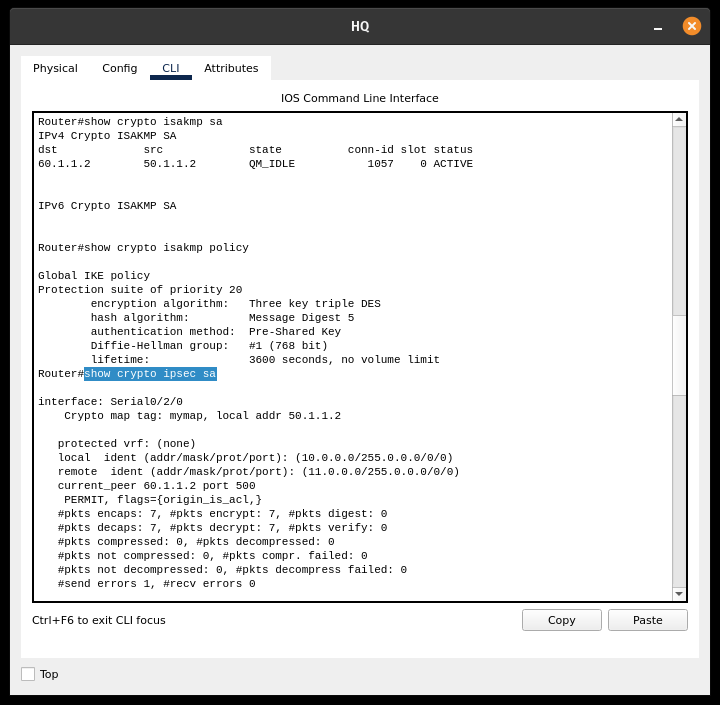 HQ
Physical Config CLI Attributes
IOS Command Line Interface
Router#show crypto isakmp sa
IPv4 Crypto ISAKMP SA
dst             src             state          conn-id slot status
60.1.1.2        50.1.1.2        QM_IDLE           1057    0 ACTIVE
IPv6 Crypto ISAKMP SA
Router#show crypto isakmp policy
Global IKE policy
Protection suite of priority 20
        encryption algorithm:   Three key triple DES
        hash algorithm:         Message Digest 5
        authentication method:  Pre-Shared Key
        Diffie-Hellman group:   #1 (768 bit)
        lifetime:               3600 seconds, no volume limit
Router#show crypto ipsec sa
interface: Serial0/2/0
    Crypto map tag: mymap, local addr 50.1.1.2
   protected vrf: (none)
   local  ident (addr/mask/prot/port): (10.0.0.0/255.0.0.0/0/0)
   remote  ident (addr/mask/prot/port): (11.0.0.0/255.0.0.0/0/0)
   current_peer 60.1.1.2 port 500
    PERMIT, flags={origin_is_acl,}
   #pkts encaps: 7, #pkts encrypt: 7, #pkts digest: 0
   #pkts decaps: 7, #pkts decrypt: 7, #pkts verify: 0
   #pkts compressed: 0, #pkts decompressed: 0
   #pkts not compressed: 0, #pkts compr. failed: 0
   #pkts not decompressed: 0, #pkts decompress failed: 0
   #send errors 1, #recv errors 0
Ctrl+F6 to exit CLI focus
Copy Paste
Top